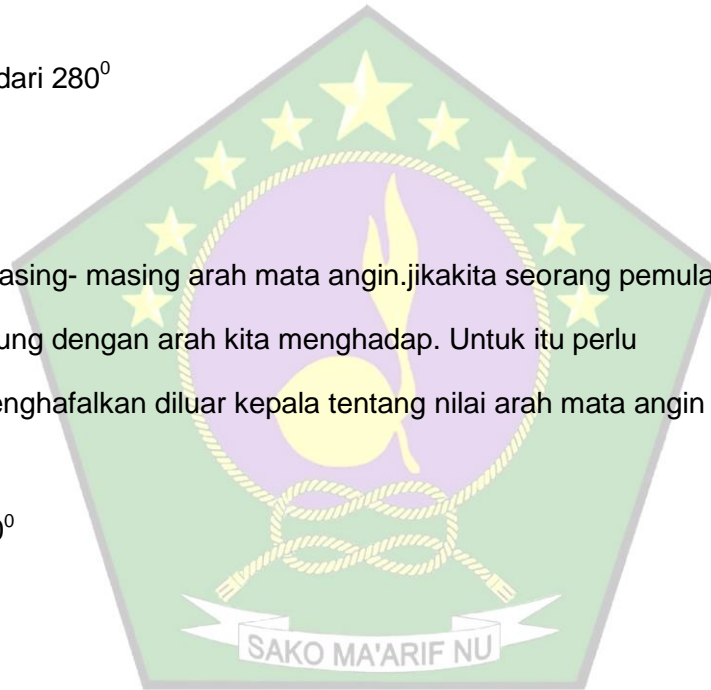 dari 280⁰
asing- masing arah mata angin.jikakita seorang pemula
ung dengan arah kita menghadap. Untuk itu perlu
enghafalkan diluar kepala tentang nilai arah mata angin
0⁰
SAKO MA'ARIF NU